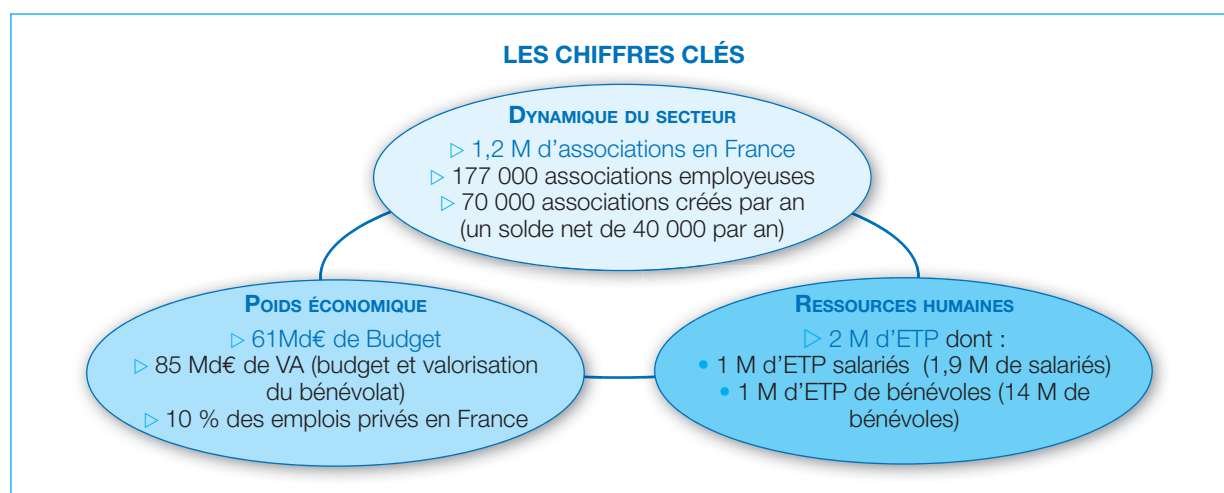 LES CHIFFRES CLÉS
DYNAMIQUE DU SECTEUR
▷ 1,2 M d'associations en France
▷ 177 000 associations employeuses
▷ 70 000 associations créés par an
(un solde net de 40 000 par an)
POIDS ÉCONOMIQUE
▷ 61Md€ de Budget
▷ 85 Md€ de VA (budget et valorisation
du bénévolat)
▷ 10 % des emplois privés en France
RESSOURCES HUMAINES
▷ 2 M d'ETP dont :
• 1 M d'ETP salariés (1,9 M de salariés)
• 1 M d'ETP de bénévoles (14 M de
bénévoles)